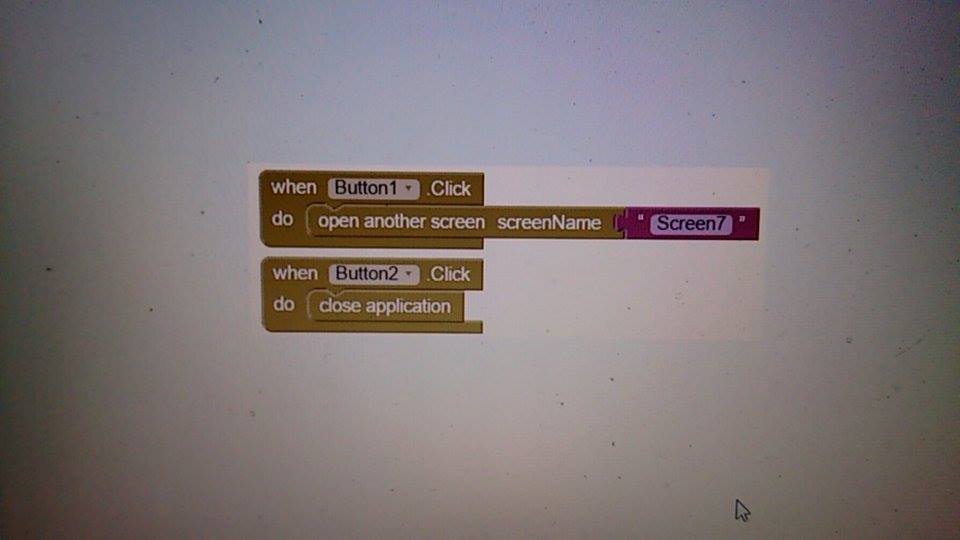 when Button1 .Click
do open another screen screenName " Screen7 "
when Button2 .Click
do close application